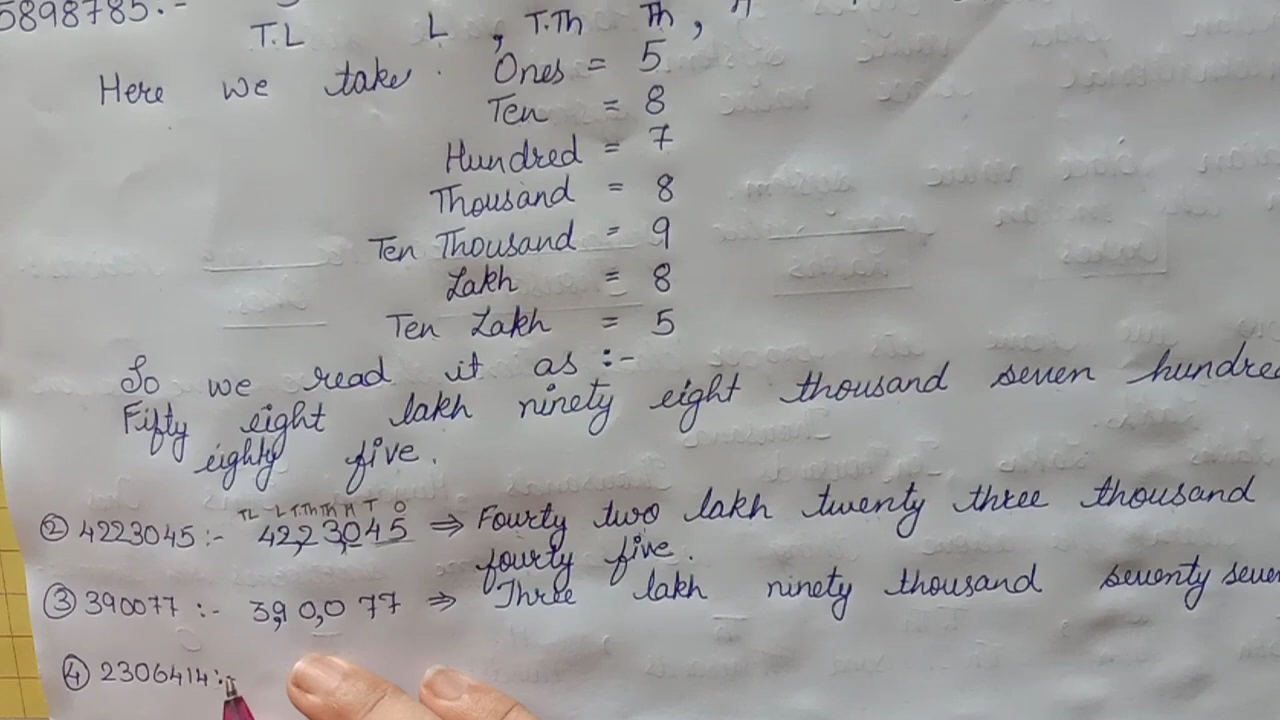 5898785:-
T.L L , T.Th Th , H
Here we take. Ones = 5
Ten = 8
Hundred = 7
Thousand = 8
Ten Thousand = 9
Lakh = 8
Ten Lakh = 5
So we read it as :-
Fifty eight lakh ninety eight thousand seven hundred
eighty five.
TL L T.Th Th H T O
② 4223045 :- 42,23,045 ⇒ Fourty two lakh twenty three thousand
fourty five.
③ 390077 :- 3,90,077 ⇒ Three lakh ninety thousand seventy seven
④ 2306414:-